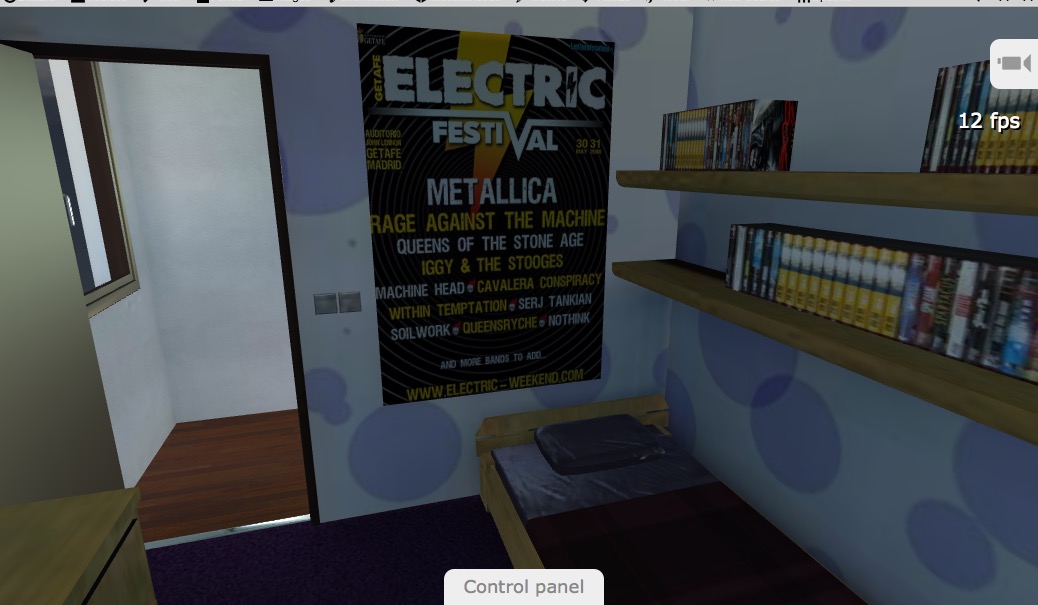 GETAFE
GETAFE
ELECTRIC
FESTIVAL
AUDITORIO
JOHN LENNON
GETAFE
MADRID
30 31
METALLICA
RAGE AGAINST THE MACHINE
QUEENS OF THE STONE AGE
IGGY & THE STOOGES
MACHINE HEAD CAVALERA CONSPIRACY
WITHIN TEMPTATION SERJ TANKIAN
SOILWORK QUEENSRYCHE NOTHINK
AND MORE BANDS TO ADD...
WWW.ELECTRIC-WEEKEND.COM
12 fps
Control panel